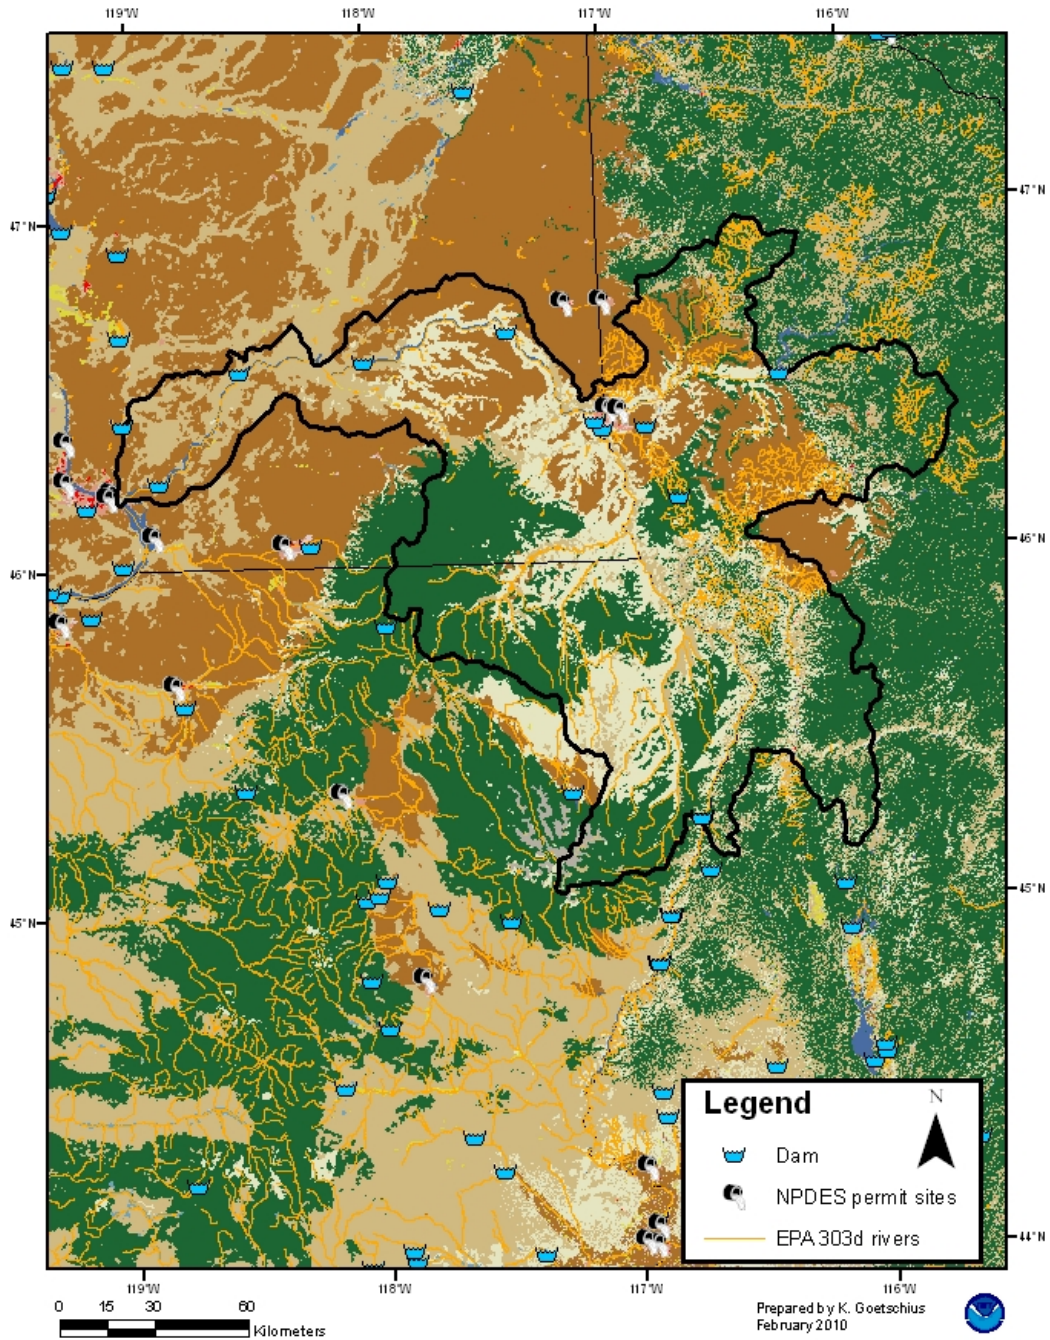 119°W 118°W 117°W 116°W
47°N 47°N
46°N 46°N
45°N 45°N
44°N 44°N
Legend
N
Dam
NPDES permit sites
EPA 303d rivers
119°W 118°W 117°W 116°W
0 15 30 60
Kilometers
Prepared by K. Goetschius
February 2010